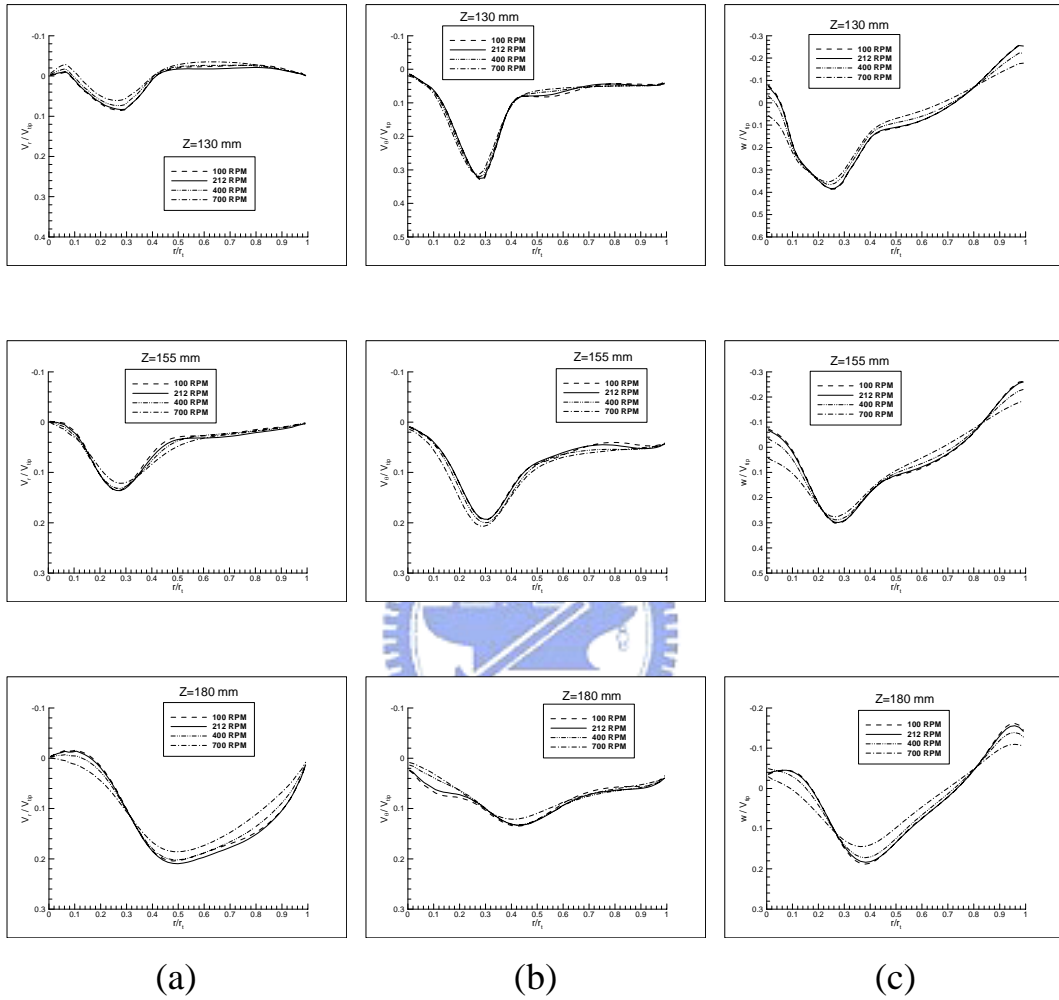 Z=130 mm
100 RPM
212 RPM
400 RPM
700 RPM
-0.1
0
0.1
0.2
0.3
0.4
V_r / V_tip
0 0.1 0.2 0.3 0.4 0.5 0.6 0.7 0.8 0.9 1
r/r_t
Z=130 mm
100 RPM
212 RPM
400 RPM
700 RPM
-0.1
0
0.1
0.2
0.3
0.4
0.5
V_θ / V_tip
0 0.1 0.2 0.3 0.4 0.5 0.6 0.7 0.8 0.9 1
r/r_t
Z=130 mm
100 RPM
212 RPM
400 RPM
700 RPM
-0.3
-0.2
-0.1
0
0.1
0.2
0.3
0.4
0.5
0.6
w / V_tip
0 0.1 0.2 0.3 0.4 0.5 0.6 0.7 0.8 0.9 1
r/r_t
Z=155 mm
100 RPM
212 RPM
400 RPM
700 RPM
-0.1
0
0.1
0.2
0.3
V_r / V_tip
0 0.1 0.2 0.3 0.4 0.5 0.6 0.7 0.8 0.9 1
r/r_t
Z=155 mm
100 RPM
212 RPM
400 RPM
700 RPM
-0.1
0
0.1
0.2
0.3
V_θ / V_tip
0 0.1 0.2 0.3 0.4 0.5 0.6 0.7 0.8 0.9 1
r/r_t
Z=155 mm
100 RPM
212 RPM
400 RPM
700 RPM
-0.3
-0.2
-0.1
0
0.1
0.2
0.3
0.4
0.5
w / V_tip
0 0.1 0.2 0.3 0.4 0.5 0.6 0.7 0.8 0.9 1
r/r_t
Z=180 mm
100 RPM
212 RPM
400 RPM
700 RPM
-0.1
0
0.1
0.2
0.3
V_r / V_tip
0 0.1 0.2 0.3 0.4 0.5 0.6 0.7 0.8 0.9 1
r/r_t
Z=180 mm
100 RPM
212 RPM
400 RPM
700 RPM
-0.1
0
0.1
0.2
0.3
V_θ / V_tip
0 0.1 0.2 0.3 0.4 0.5 0.6 0.7 0.8 0.9 1
r/r_t
Z=180 mm
100 RPM
212 RPM
400 RPM
700 RPM
-0.2
-0.1
0
0.1
0.2
0.3
w / V_tip
0 0.1 0.2 0.3 0.4 0.5 0.6 0.7 0.8 0.9 1
r/r_t
(a) (b) (c)